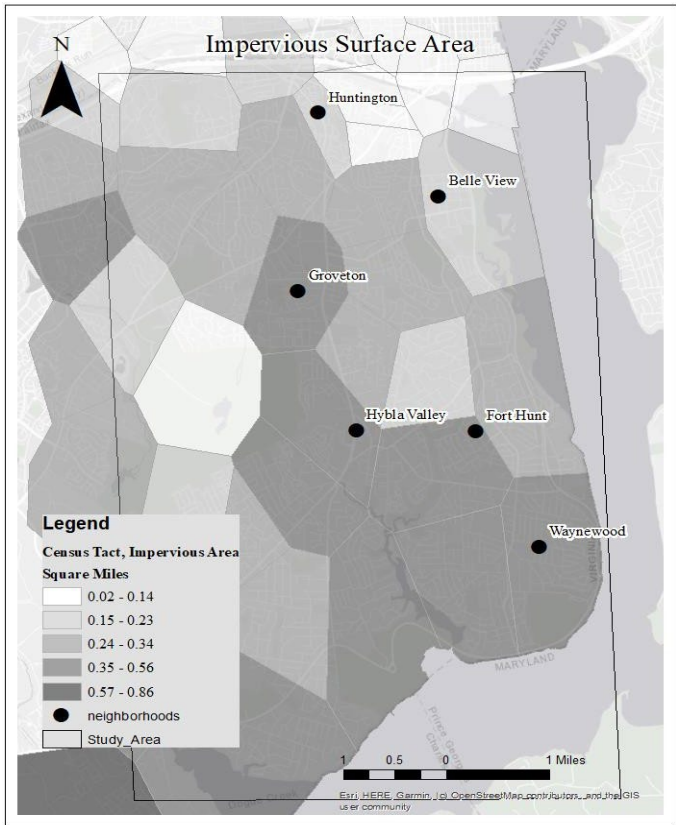 Impervious Surface Area
N
MARYLAND
Huntington
Belle View
Groveton
Hybla Valley
Fort Hunt
Waynewood
VIRGINIA
MARYLAND
Legend
Census Tact, Impervious Area
Square Miles
0.02 - 0.14
0.15 - 0.23
0.24 - 0.34
0.35 - 0.56
0.57 - 0.86
neighborhoods
Study_Area
1 0.5 0 1 Miles
Esri, HERE, Garmin, (c) OpenStreetMap contributors, and the GIS
user community